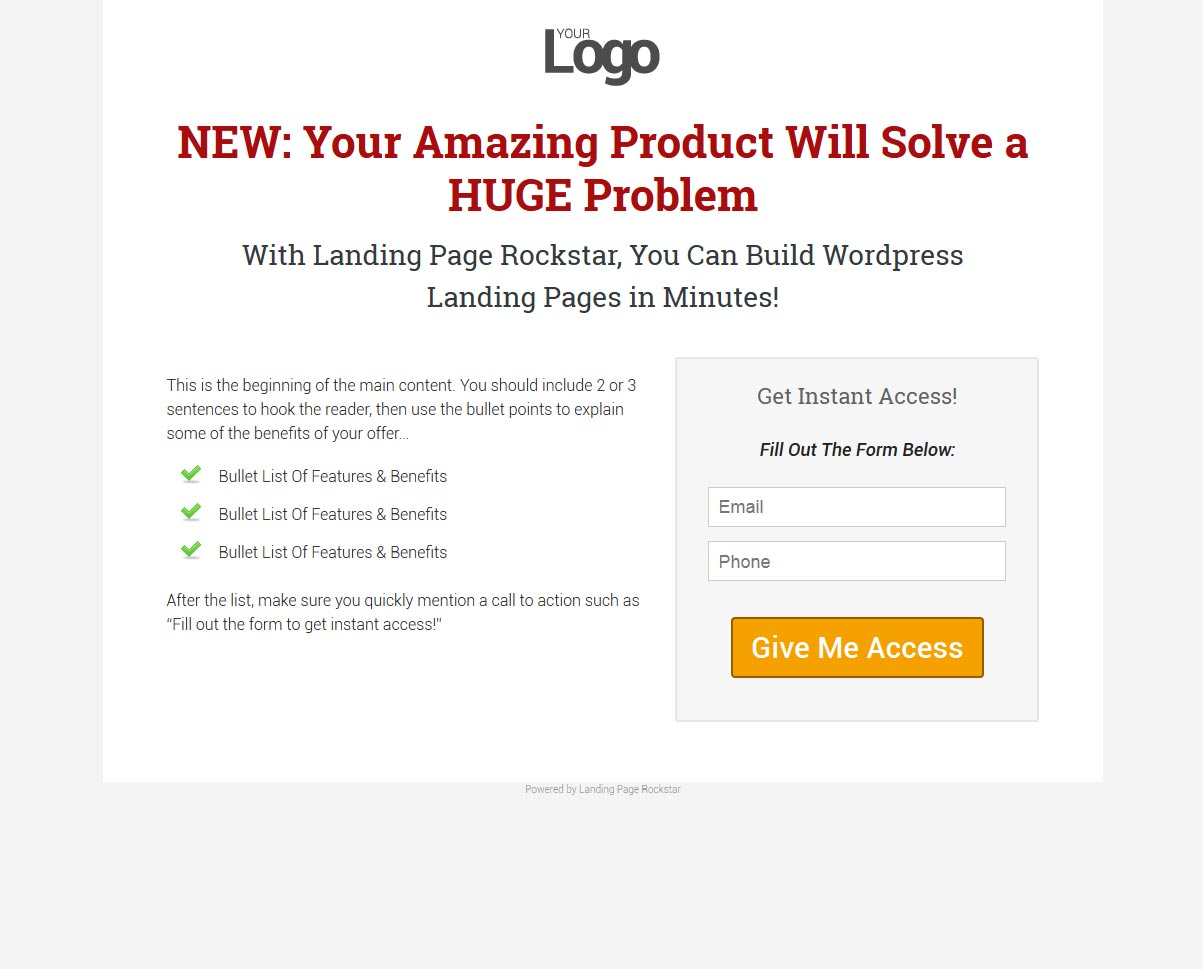 YOUR
Logo
NEW: Your Amazing Product Will Solve a
HUGE Problem
With Landing Page Rockstar, You Can Build Wordpress
Landing Pages in Minutes!
This is the beginning of the main content. You should include 2 or 3
sentences to hook the reader, then use the bullet points to explain
some of the benefits of your offer...
Bullet List Of Features & Benefits
Bullet List Of Features & Benefits
Bullet List Of Features & Benefits
After the list, make sure you quickly mention a call to action such as
“Fill out the form to get instant access!”
Get Instant Access!
Fill Out The Form Below:
Email
Phone
Give Me Access
Powered by Landing Page Rockstar